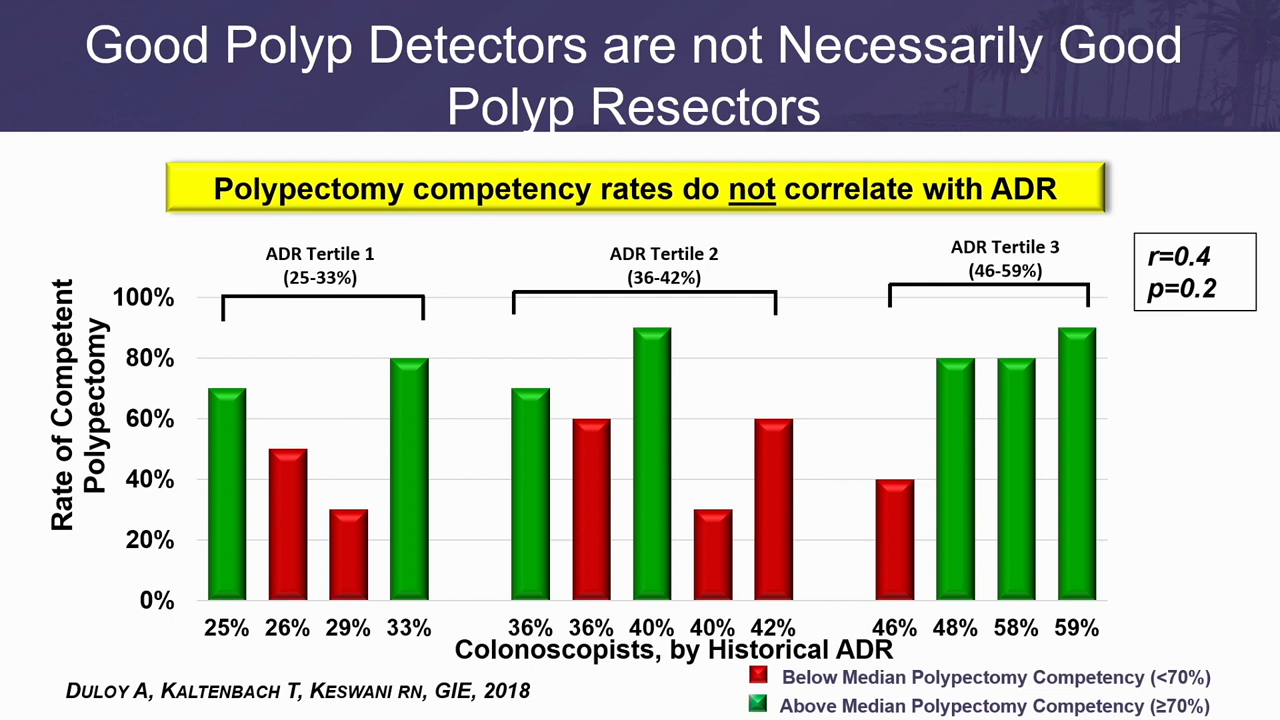 Good Polyp Detectors are not Necessarily Good
Polyp Resectors
Polypectomy competency rates do not correlate with ADR
ADR Tertile 1
(25-33%)
ADR Tertile 2
(36-42%)
ADR Tertile 3
(46-59%)
r=0.4
p=0.2
Rate of Competent
Polypectomy
100%
80%
60%
40%
20%
0%
25% 26% 29% 33% 36% 36% 40% 40% 42% 46% 48% 58% 59%
Colonoscopists, by Historical ADR
Below Median Polypectomy Competency (<70%)
Above Median Polypectomy Competency (≥70%)
DULOY A, KALTENBACH T, KESWANI RN, GIE, 2018